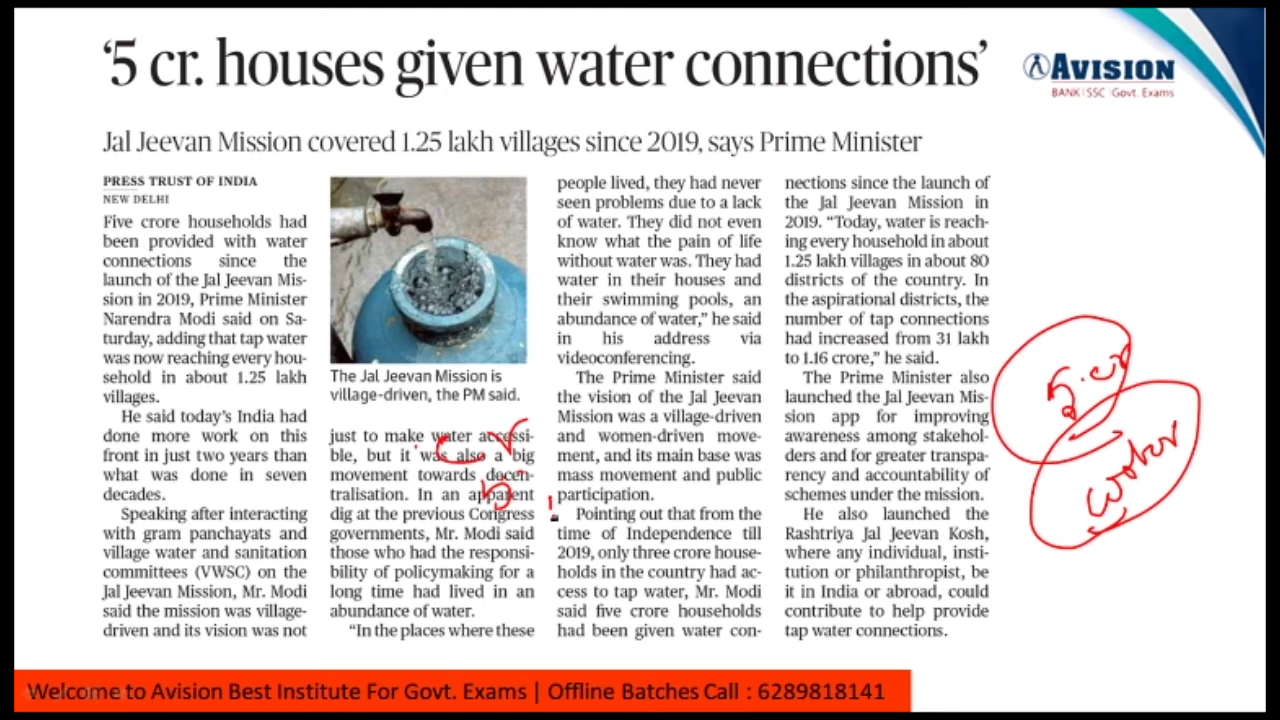 ‘5 cr. houses given water connections’
AVISION
BANK | SSC | Govt. Exams
Jal Jeevan Mission covered 1.25 lakh villages since 2019, says Prime Minister
PRESS TRUST OF INDIA
NEW DELHI
Five crore households had
been provided with water
connections since the
launch of the Jal Jeevan Mis-
sion in 2019, Prime Minister
Narendra Modi said on Sa-
turday, adding that tap water
was now reaching every hou-
sehold in about 1.25 lakh
villages.
He said today’s India had
done more work on this
front in just two years than
what was done in seven
decades.
Speaking after interacting
with gram panchayats and
village water and sanitation
committees (VWSC) on the
Jal Jeevan Mission, Mr. Modi
said the mission was village-
driven and its vision was not
The Jal Jeevan Mission is
village-driven, the PM said.
just to make water accessi-
ble, but it was also a big
movement towards decen-
tralisation. In an apparent
dig at the previous Congress
governments, Mr. Modi said
those who had the responsi-
bility of policymaking for a
long time had lived in an
abundance of water.
“In the places where these
people lived, they had never
seen problems due to a lack
of water. They did not even
know what the pain of life
without water was. They had
water in their houses and
their swimming pools, an
abundance of water,” he said
in his address via
videoconferencing.
The Prime Minister said
the vision of the Jal Jeevan
Mission was a village-driven
and women-driven move-
ment, and its main base was
mass movement and public
participation.
Pointing out that from the
time of Independence till
2019, only three crore house-
holds in the country had ac-
cess to tap water, Mr. Modi
said five crore households
had been given water con-
nections since the launch of
the Jal Jeevan Mission in
2019. “Today, water is reach-
ing every household in about
1.25 lakh villages in about 80
districts of the country. In
the aspirational districts, the
number of tap connections
had increased from 31 lakh
to 1.16 crore,” he said.
The Prime Minister also
launched the Jal Jeevan Mis-
sion app for improving
awareness among stakehol-
ders and for greater transpa-
rency and accountability of
schemes under the mission.
He also launched the
Rashtriya Jal Jeevan Kosh,
where any individual, insti-
tution or philanthropist, be
it in India or abroad, could
contribute to help provide
tap water connections.
5.cr
water
5.cr
Welcome to Avision Best Institute For Govt. Exams | Offline Batches Call : 6289818141